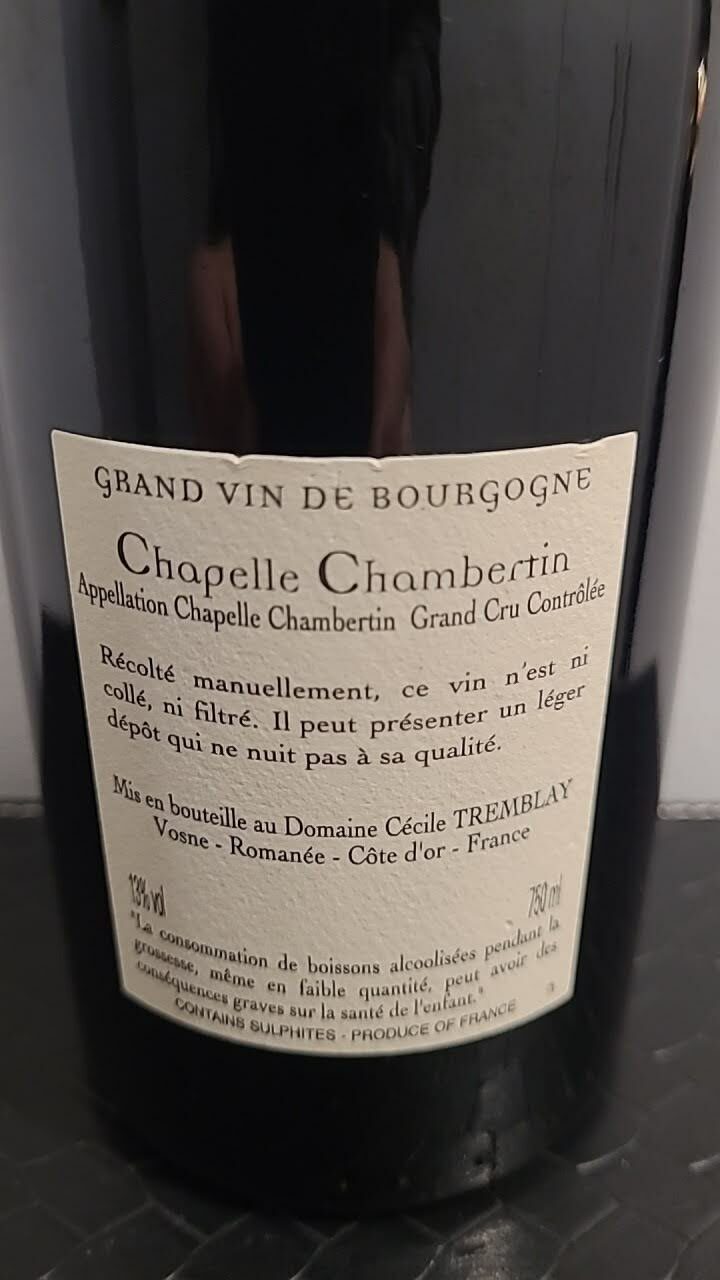 GRAND VIN DE BOURGOGNE
Chapelle Chambertin
Appellation Chapelle Chambertin Grand Cru Contrôlée
Récolté manuellement, ce vin n'est ni
collé, ni filtré. Il peut présenter un léger
dépôt qui ne nuit pas à sa qualité.
Mis en bouteille au Domaine Cécile TREMBLAY
Vosne - Romanée - Côte d'or - France
13% vol 750 ml
"La consommation de boissons alcoolisées pendant la
grossesse, même en faible quantité, peut avoir des
conséquences graves sur la santé de l'enfant."
CONTAINS SULPHITES - PRODUCE OF FRANCE